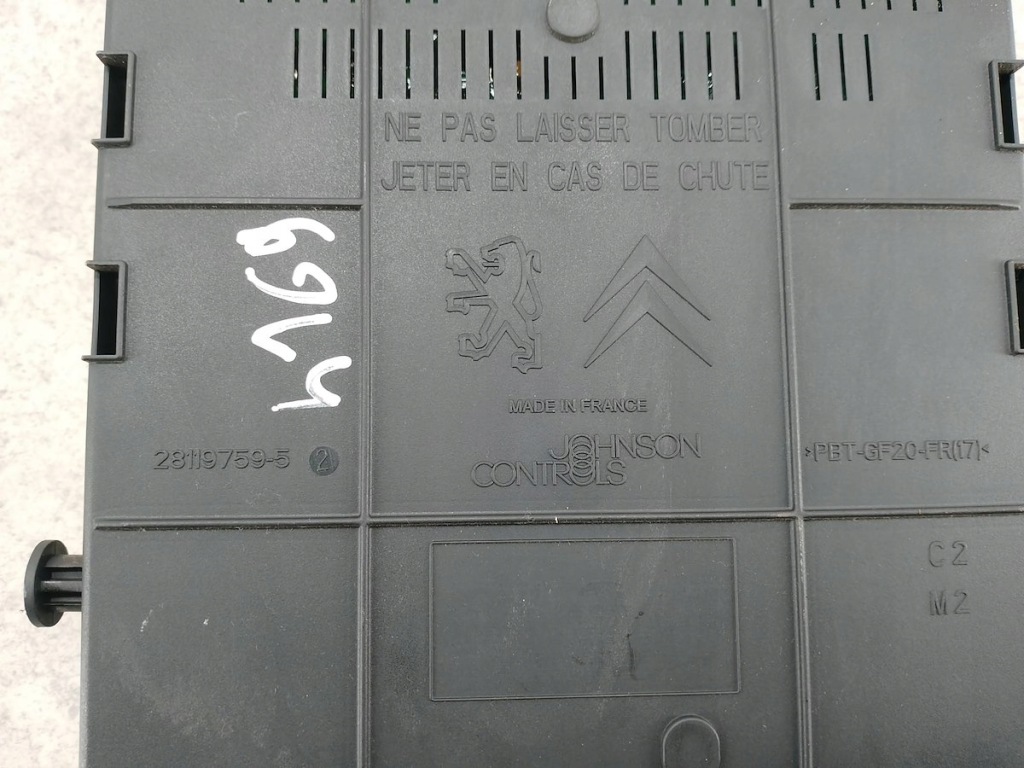 NE PAS LAISSER TOMBER
JETER EN CAS DE CHUTE
MADE IN FRANCE
JOHNSON
CONTROLS
28119759-5 2
>PBT-GF20-FR(17)<
C2
M2